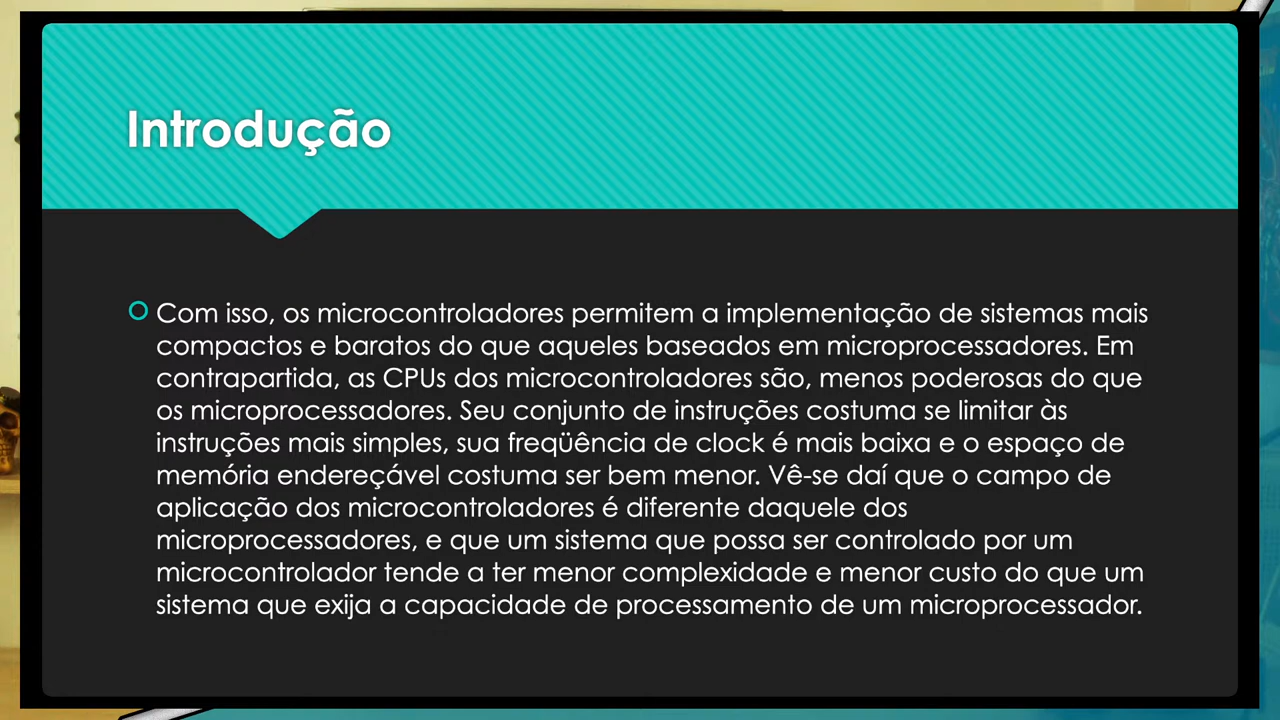 Introdução
Com isso, os microcontroladores permitem a implementação de sistemas mais
compactos e baratos do que aqueles baseados em microprocessadores. Em
contrapartida, as CPUs dos microcontroladores são, menos poderosas do que
os microprocessadores. Seu conjunto de instruções costuma se limitar às
instruções mais simples, sua freqüência de clock é mais baixa e o espaço de
memória endereçável costuma ser bem menor. Vê-se daí que o campo de
aplicação dos microcontroladores é diferente daquele dos
microprocessadores, e que um sistema que possa ser controlado por um
microcontrolador tende a ter menor complexidade e menor custo do que um
sistema que exija a capacidade de processamento de um microprocessador.